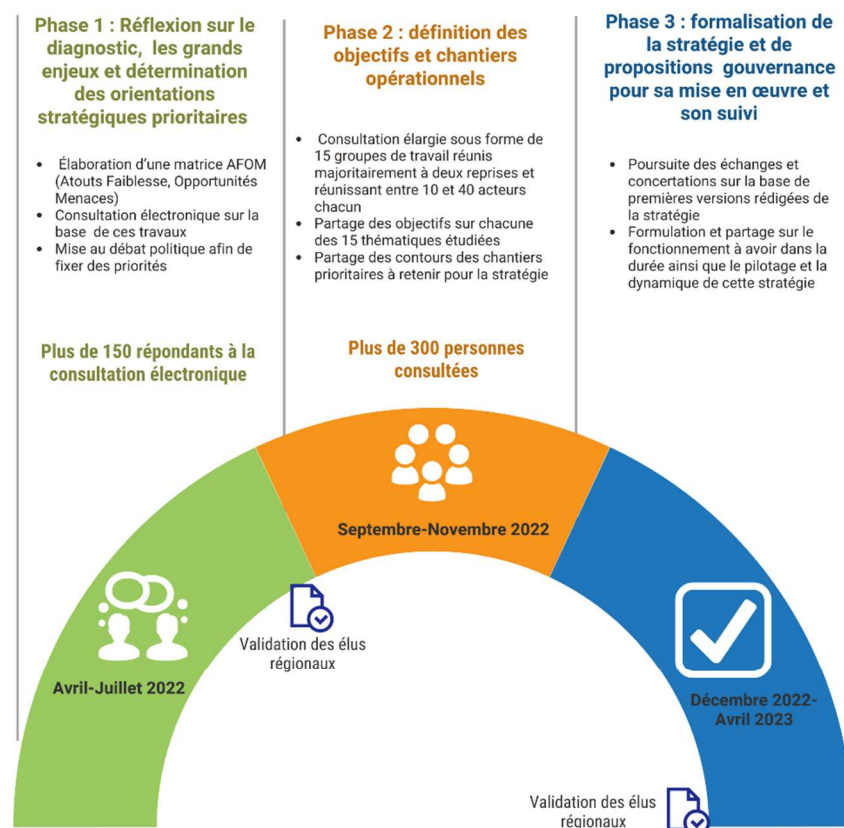 Phase 1 : Réflexion sur le
diagnostic, les grands
enjeux et détermination
des orientations
stratégiques prioritaires
• Élaboration d'une matrice AFOM
(Atouts Faiblesse, Opportunités
Menaces)
• Consultation électronique sur la
base de ces travaux
• Mise au débat politique afin de
fixer des priorités
Plus de 150 répondants à la
consultation électronique
Phase 2 : définition des
objectifs et chantiers
opérationnels
• Consultation élargie sous forme de
15 groupes de travail réunis
majoritairement à deux reprises et
réunissant entre 10 et 40 acteurs
chacun
• Partage des objectifs sur chacune
des 15 thématiques étudiées
• Partage des contours des chantiers
prioritaires à retenir pour la stratégie
Plus de 300 personnes
consultées
Phase 3 : formalisation de
la stratégie et de
propositions gouvernance
pour sa mise en œuvre et
son suivi
• Poursuite des échanges et
concertations sur la base de
premières versions rédigées de
la stratégie
• Formulation et partage sur le
fonctionnement à avoir dans la
durée ainsi que le pilotage et la
dynamique de cette stratégie
Septembre-Novembre 2022
Validation des élus
régionaux
Avril-Juillet 2022
Décembre 2022-
Avril 2023
Validation des élus
régionaux